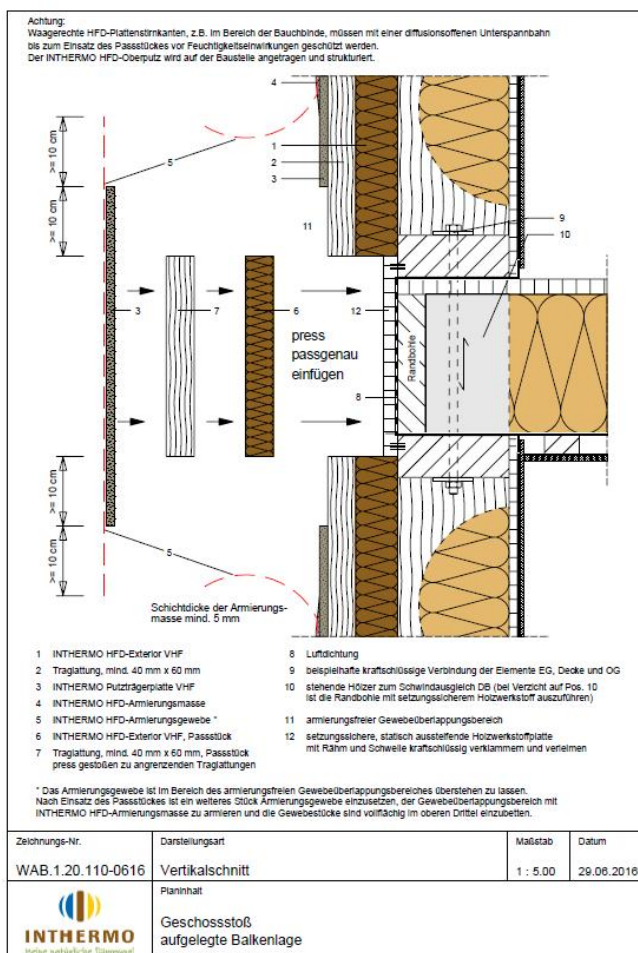 Achtung:
Waagerechte HFD-Plattenstirnkanten, z.B. im Bereich der Bauchbinde, müssen mit einer diffusionsoffenen Unterspannbahn
bis zum Einsatz des Passstückes vor Feuchtigkeitseinwirkungen geschützt werden.
Der INTHERMO HFD-Oberputz wird auf der Baustelle angetragen und strukturiert.
4
>= 10 cm
5
1
2
3
>= 10 cm
11
9
10
3
7
6
12
press
passgenau
einfügen
Randbohle
8
>= 10 cm
>= 10 cm
5
Schichtdicke der Armierungs-
masse mind. 5 mm
1 INTHERMO HFD-Exterior VHF
2 Traglattung, mind. 40 mm x 60 mm
3 INTHERMO Putzträgerplatte VHF
4 INTHERMO HFD-Armierungsmasse
5 INTHERMO HFD-Armierungsgewebe *
6 INTHERMO HFD-Exterior VHF, Passstück
7 Traglattung, mind. 40 mm x 60 mm, Passstück
press gestoßen zu angrenzenden Traglattungen
8 Luftdichtung
9 beispielhafte kraftschlüssige Verbindung der Elemente EG, Decke und OG
10 stehende Hölzer zum Schwindausgleich DB (bei Verzicht auf Pos. 10
ist die Randbohle mit setzungssicherem Holzwerkstoff auszuführen)
11 armierungsfreier Gewebeüberlappungsbereich
12 setzungssichere, statisch aussteifende Holzwerkstoffplatte
mit Rähm und Schwelle kraftschlüssig verklammern und verleimen
* Das Armierungsgewebe ist im Bereich des armierungsfreien Gewebeüberlappungsbereiches überstehen zu lassen.
Nach Einsatz des Passstückes ist ein weiteres Stück Armierungsgewebe einzusetzen, der Gewebeüberlappungsbereich mit
INTHERMO HFD-Armierungsmasse zu armieren und die Gewebestücke sind vollflächig im oberen Drittel einzubetten.
Zeichnungs-Nr.
WAB.1.20.110-0616
Darstellungsart
Vertikalschnitt
Maßstab
1 : 5.00
Datum
29.06.2016
INTHERMO
Meine natürliche Dämmung!
Planinhalt
Geschossstoß
aufgelegte Balkenlage